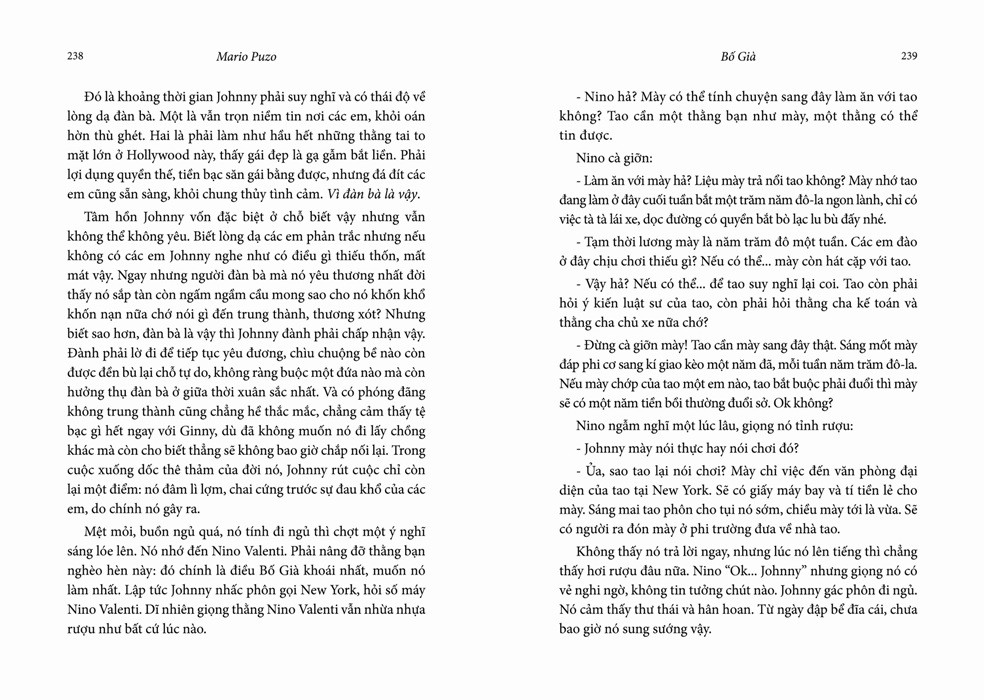 238
Mario Puzo
Đó là khoảng thời gian Johnny phải suy nghĩ và có thái độ về
lòng dạ đàn bà. Một là vẫn trọn niềm tin nơi các em, khỏi oán
hờn thù ghét. Hai là phải làm như hầu hết những thằng tai to
mặt lớn ở Hollywood này, thấy gái đẹp là gạ gẫm bắt liền. Phải
lợi dụng quyền thế, tiền bạc săn gái bằng được, nhưng đá đít các
em cũng sẵn sàng, khỏi chung thủy tình cảm. Vì đàn bà là vậy.
Tâm hồn Johnny vốn đặc biệt ở chỗ biết vậy nhưng vẫn
không thể không yêu. Biết lòng dạ các em phản trắc nhưng nếu
không có các em Johnny nghe như có điều gì thiếu thốn, mất
mát vậy. Ngay nhưng người đàn bà mà nó yêu thương nhất đời
thấy nó sắp tàn còn ngấm ngầm cầu mong sao cho nó khốn khổ
khốn nạn nữa chớ nói gì đến trung thành, thương xót? Nhưng
biết sao hơn, đàn bà là vậy thì Johnny đành phải chấp nhận vậy.
Đành phải lờ đi để tiếp tục yêu đương, chìu chuộng bề nào còn
được đền bù lại chỗ tự do, không ràng buộc một đứa nào mà còn
hưởng thụ đàn bà ở giữa thời xuân sắc nhất. Và có phóng đãng
không trung thành cũng chẳng hề thắc mắc, chẳng cảm thấy tệ
bạc gì hết ngay với Ginny, dù đã không muốn nó đi lấy chồng
khác mà còn cho biết thẳng sẽ không bao giờ chắp nối lại. Trong
cuộc xuống dốc thê thảm của đời nó, Johnny rút cuộc chỉ còn
lại một điểm: nó đâm lì lợm, chai cứng trước sự đau khổ của các
em, do chính nó gây ra.
Mệt mỏi, buồn ngủ quá, nó tính đi ngủ thì chợt một ý nghĩ
sáng lóe lên. Nó nhớ đến Nino Valenti. Phải nâng đỡ thằng bạn
nghèo hèn này: đó chính là điều Bố Già khoái nhất, muốn nó
làm nhất. Lập tức Johnny nhấc phôn gọi New York, hỏi số máy
Nino Valenti. Dĩ nhiên giọng thằng Nino Valenti vẫn nhừa nhựa
rượu như bất cứ lúc nào.
Bố Già
239
- Nino hả? Mày có thể tính chuyện sang đây làm ăn với tao
không? Tao cần một thằng bạn như mày, một thằng có thể
tin được.
Nino cà giỡn:
- Làm ăn với mày hả? Liệu mày trả nổi tao không? Mày nhớ tao
đang làm ở đây cuối tuần bắt một trăm năm đô-la ngon lành, chỉ có
việc tà tà lái xe, dọc đường có quyền bắt bò lạc lu bù đấy nhé.
- Tạm thời lương mày là năm trăm đô một tuần. Các em đào
ở đây chịu chơi thiếu gì? Nếu có thể... mày còn hát cặp với tao.
- Vậy hả? Nếu có thể... để tao suy nghĩ lại coi. Tao còn phải
hỏi ý kiến luật sư của tao, còn phải hỏi thằng cha kế toán và
thằng cha chủ xe nữa chớ?
- Đừng cà giỡn mày! Tao cần mày sang đây thật. Sáng mốt mày
đáp phi cơ sang kí giao kèo một năm đã, mỗi tuần năm trăm đô-la.
Nếu mày chớp của tao một em nào, tao bắt buộc phải đuổi thì mày
sẽ có một năm tiền bồi thường đuổi sở. Ok không?
Nino ngẫm nghĩ một lúc lâu, giọng nó tỉnh rượu:
- Johnny mày nói thực hay nói chơi đó?
- Ủa, sao tao lại nói chơi? Mày chỉ việc đến văn phòng đại
diện của tao tại New York. Sẽ có giấy máy bay và tí tiền lẻ cho
mày. Sáng mai tao phôn cho tụi nó sớm, chiều mày tới là vừa. Sẽ
có người ra đón mày ở phi trường đưa về nhà tao.
Không thấy nó trả lời ngay, nhưng lúc nó lên tiếng thì chẳng
thấy hơi rượu đâu nữa. Nino “Ok... Johnny” nhưng giọng nó có
vẻ nghi ngờ, không tin tưởng chút nào. Johnny gác phôn đi ngủ.
Nó cảm thấy thư thái và hân hoan. Từ ngày đập bể đĩa cái, chưa
bao giờ nó sung sướng vậy.